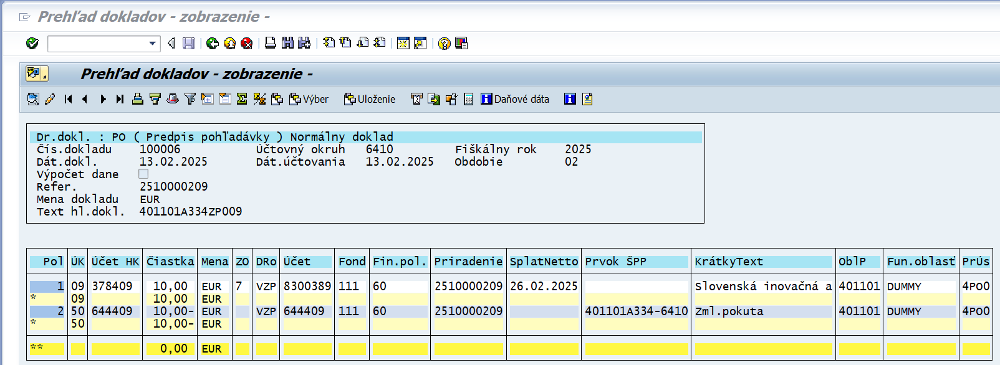 Prehľad dokladov - zobrazenie -
Prehľad dokladov - zobrazenie -
Výber Uloženie Daňové dáta
Dr.dokl. : PO ( Predpis pohľadávky ) Normálny doklad
Čís.dokladu 100006 Účtovný okruh 6410 Fiškálny rok 2025
Dát.dokl. 13.02.2025 Dát.účtovania 13.02.2025 Obdobie 02
Výpočet dane
Refer. 2510000209
Mena dokladu EUR
Text hl.dokl. 401101A334ZP009
Pol ÚK Účet HK Čiastka Mena ZO DRo Účet Fond Fin.pol. Priradenie SplatNetto Prvok ŠPP KrátkyText OblP Fun.oblasť PrÚs
1 09 378409 10,00 EUR 7 VZP 8300389 111 60 2510000209 26.02.2025 Slovenská inovačná a 401101 DUMMY 4PO0
* 09 10,00 EUR
2 50 644409 10,00- EUR VZP 644409 111 60 2510000209 401101A334-6410 Zml.pokuta 401101 DUMMY 4PO0
* 50 10,00- EUR
** 0,00 EUR